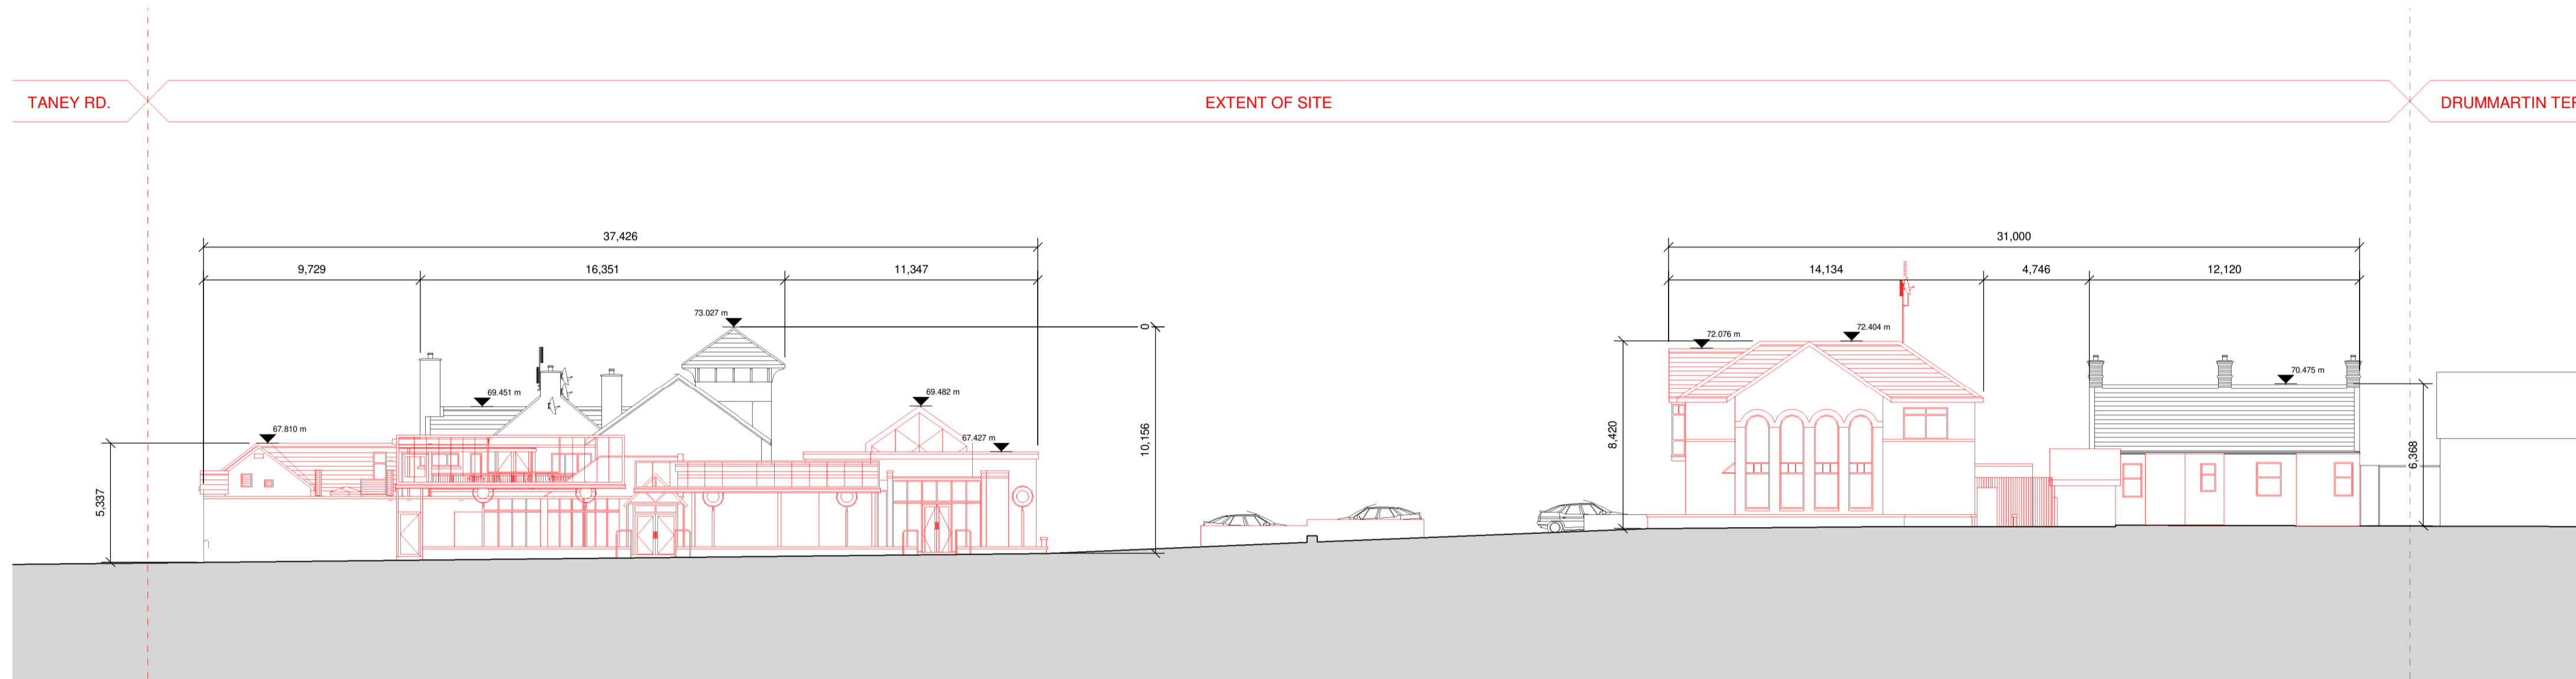 TANEY RD.
EXTENT OF SITE
DRUMMARTIN TER
37,426
31,000
9,729
16,351
11,347
14,134
4,746
12,120
73.027 m
0
72.076 m
72.404 m
70.475 m
69.451 m
69.482 m
67.810 m
67.427 m
5,337
10,156
8,420
6,368